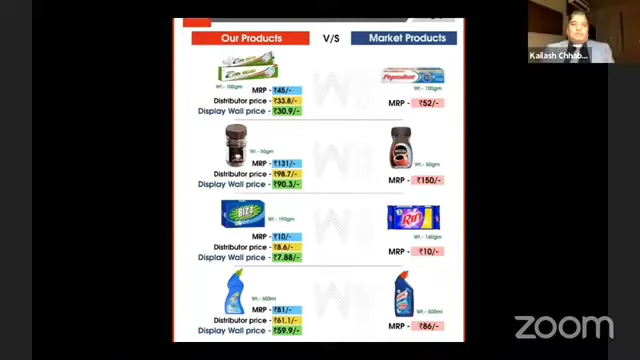 Our Products V/S Market Products
Kailash Chhab...
Wt.- 100gm
MRP - ₹45/-
Distributor price - ₹33.8/-
Display Wall price - ₹30.9/-
Pepsodent
Wt - 100gm
MRP - ₹52/-
Wt.- 50gm
MRP - ₹131/-
Distributor price - ₹98.7/-
Display Wall price - ₹90.3/-
Wt - 50gm
MRP - ₹150/-
BIZZ
Wt.- 190gm
MRP - ₹10/-
Distributor price - ₹8.6/-
Display Wall price - ₹7.88/-
Rin
Wt.- 140gm
MRP - ₹10/-
Wt.- 500ml
MRP - ₹81/-
Distributor price - ₹61.1/-
Display Wall price - ₹59.9/-
Wt - 500ml
MRP - ₹86/-
zoom